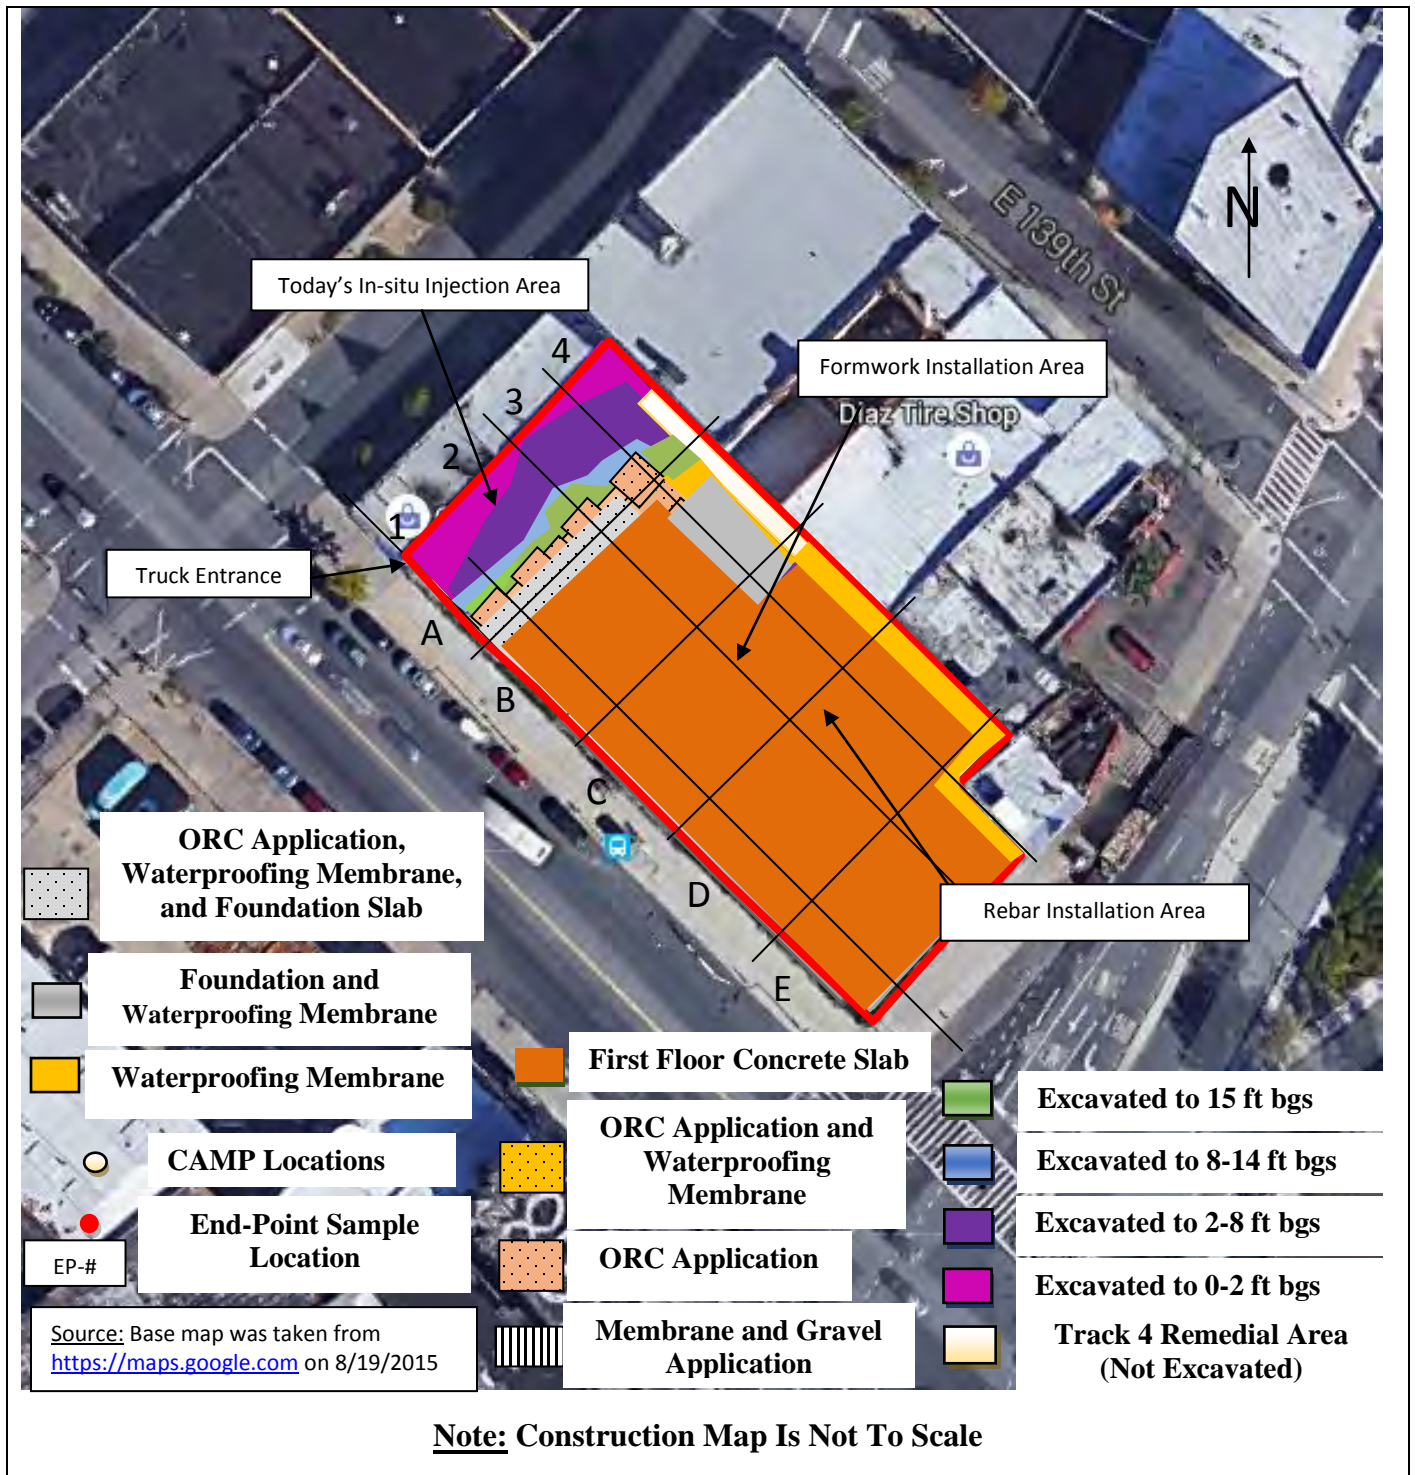 E 139th St
N
Today's In-situ Injection Area
4
Formwork Installation Area
3
Diaz Tire Shop
2
1
Truck Entrance
A
B
C
D
E
Rebar Installation Area
ORC Application,
Waterproofing Membrane,
and Foundation Slab
Foundation and
Waterproofing Membrane
Waterproofing Membrane
CAMP Locations
End-Point Sample
Location
EP-#
First Floor Concrete Slab
ORC Application and
Waterproofing
Membrane
ORC Application
Membrane and Gravel
Application
Excavated to 15 ft bgs
Excavated to 8-14 ft bgs
Excavated to 2-8 ft bgs
Excavated to 0-2 ft bgs
Track 4 Remedial Area
(Not Excavated)
Source: Base map was taken from
https://maps.google.com on 8/19/2015
Note: Construction Map Is Not To Scale